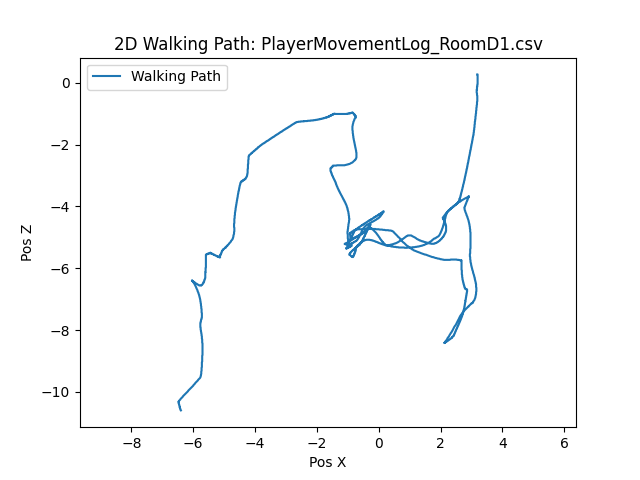 2D Walking Path: PlayerMovementLog_RoomD1.csv
Walking Path
0
−2
−4
−6
−8
−10
Pos Z
−8 −6 −4 −2 0 2 4 6
Pos X